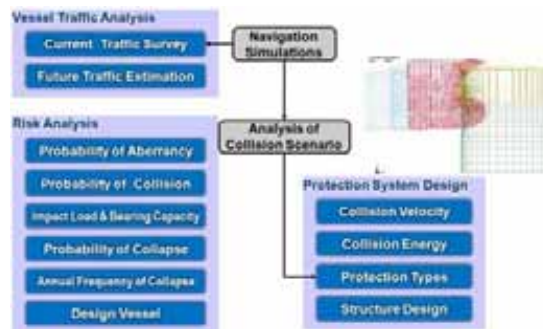 Vessel Traffic Analysis
Current Traffic Survey
Future Traffic Estimation
Navigation
Simulations
Risk Analysis
Probability of Aberrancy
Probability of Collision
Impact Load & Bearing Capacity
Probability of Collapse
Annual Frequency of Collapse
Design Vessel
Analysis of
Collision Scenario
Protection System Design
Collision Velocity
Collision Energy
Protection Types
Structure Design